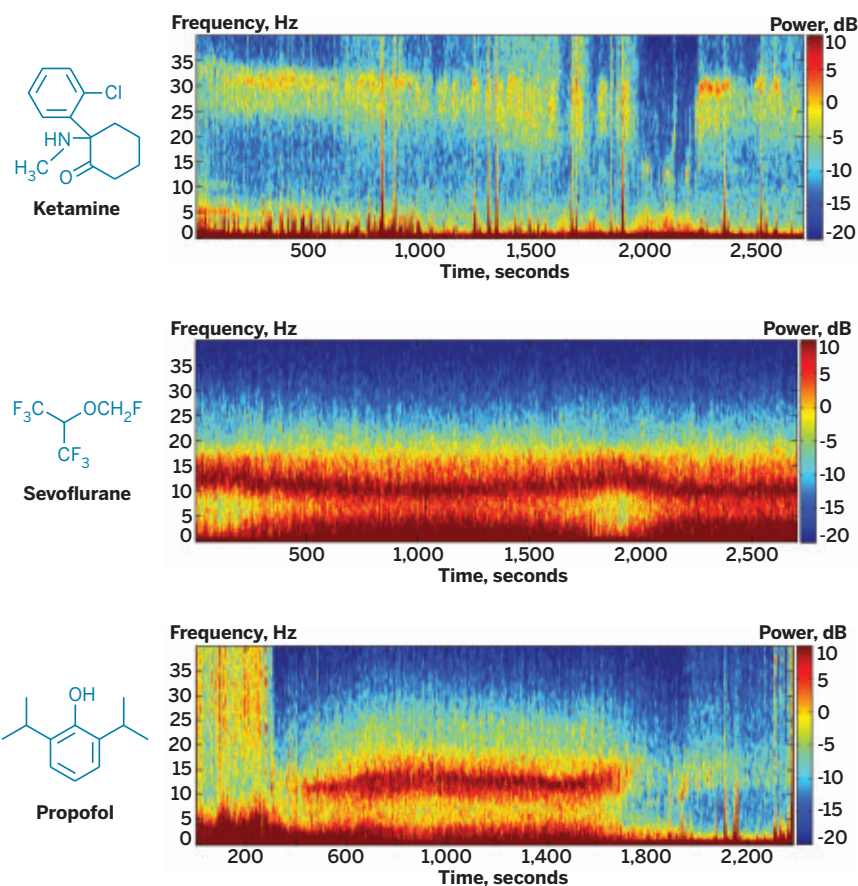 Frequency, Hz
Power, dB
Cl
HN
H3C
O
Ketamine
35
30
25
20
15
10
5
0
10
5
0
-5
-10
-15
-20
500 1,000 1,500 2,000 2,500
Time, seconds
Frequency, Hz
Power, dB
F3C
OCH2F
CF3
Sevoflurane
35
30
25
20
15
10
5
0
10
5
0
-5
-10
-15
-20
500 1,000 1,500 2,000 2,500
Time, seconds
Frequency, Hz
Power, dB
OH
Propofol
35
30
25
20
15
10
5
0
10
5
0
-5
-10
-15
-20
200 600 1,000 1,400 1,800 2,200
Time, seconds